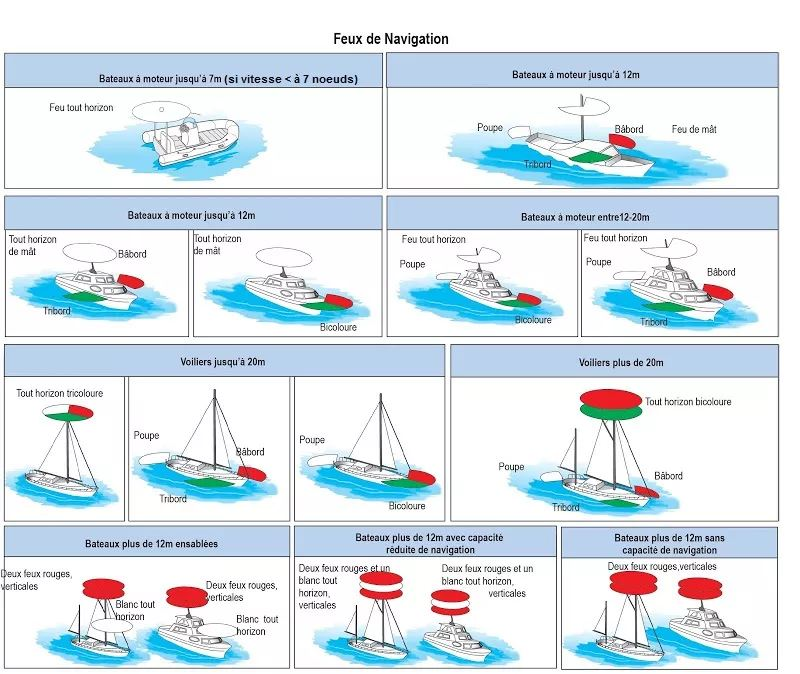 Feux de Navigation
Bateaux à moteur jusqu'à 7m (si vitesse < à 7 noeuds)
Feu tout horizon
Bateaux à moteur jusqu'à 12m
Poupe
Bâbord
Feu de mât
Tribord
Bateaux à moteur jusqu'à 12m
Tout horizon
de mât
Bâbord
Tribord
Tout horizon
de mât
Bicoloure
Bateaux à moteur entre12-20m
Feu tout horizon
Poupe
Bicoloure
Feu tout horizon
Poupe
Bâbord
Tribord
Voiliers jusqu'à 20m
Tout horizon tricoloure
Poupe
Bâbord
Tribord
Poupe
Bicoloure
Voiliers plus de 20m
Tout horizon bicoloure
Poupe
Bâbord
Tribord
Bateaux plus de 12m ensablées
Deux feux rouges,
verticales
Blanc tout
horizon
Deux feux rouges,
verticales
Blanc tout
horizon
Bateaux plus de 12m avec capacité
réduite de navigation
Deux feux rouges et un
blanc tout
horizon,
verticales
Deux feux rouges et un
blanc tout horizon,
verticales
Bateaux plus de 12m sans
capacité de navigation
Deux feux rouges,verticales